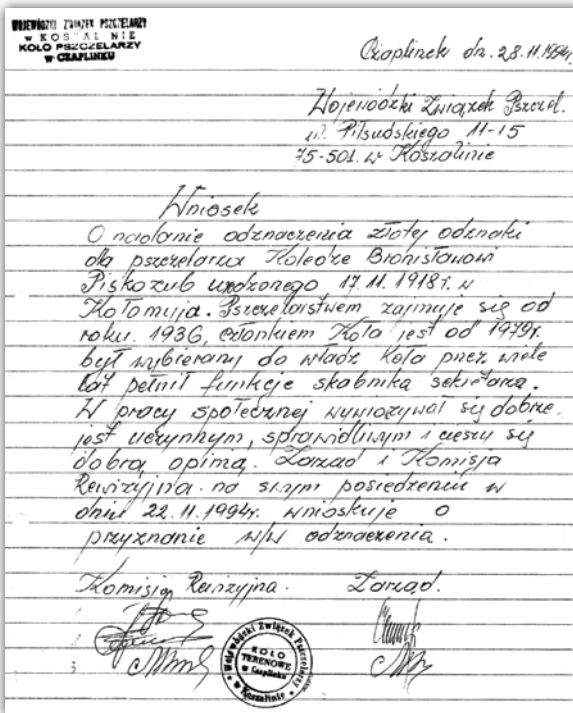 WOJEWÓDZKI ZWIĄZEK PSZCZELARZY
w KOSZALINIE
KOŁO PSZCZELARZY
w CZAPLINKU
Czaplinek dn. 28.11.1994r.
Wojewódzki Związek Pszczel.
ul. Piłsudskiego 11-15
75-501. w Koszalinie
Wniosek
O nadanie odznaczenia złotej odznaki
dla pszczelarza Koledze Bronisławowi
Piskozub urodzonego 17.11.1918r. w
Kołomyja. Pszczelarstwem zajmuje się od
roku. 1936, członkiem Koła jest od 1979r.
był wybierany do władz koła przez wiele
lat pełnił funkcje skabnika sekretarza.
W pracy społecznej wywiązywał się dobrze
jest uczynnym, sprawidliwym i cieszy się
dobrą opinią. Zarząd i Komisja
Rewizyjna na swym posiedzeniu w
dniu 22.11.1994r. wnioskuje o
przyznanie w/w odznaczenia.
Komisja Rewizyjna. Zarząd.
3
Wojewódzki Związek Pszczelarzy
KOŁO
TERENOWE
w Czaplinku
w Koszalinie